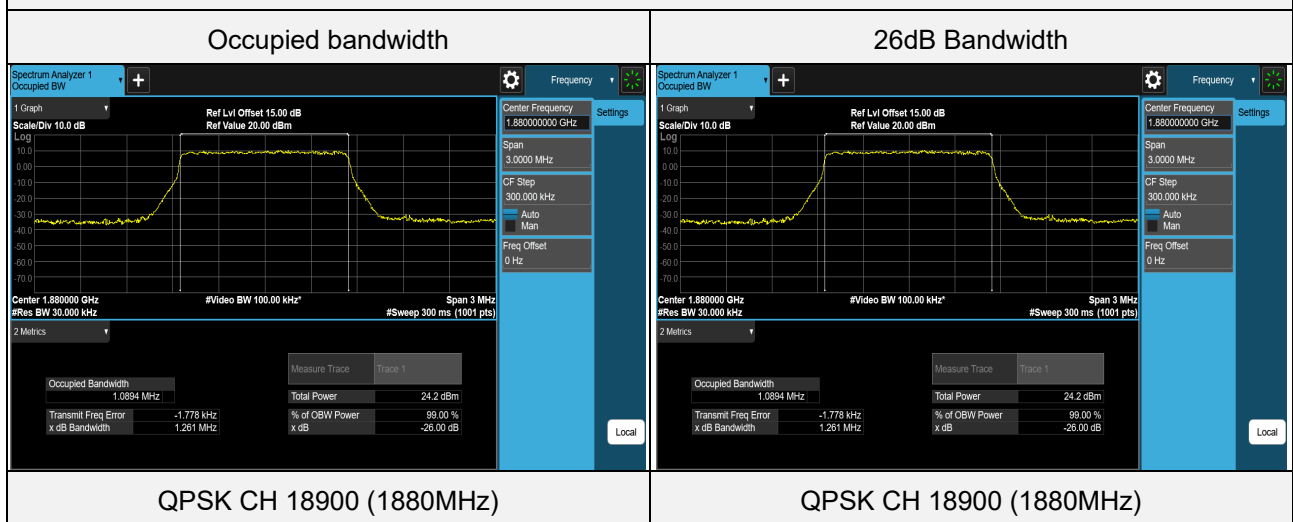 Occupied bandwidth
26dB Bandwidth
Spectrum Analyzer 1
Occupied BW
+
Frequency
1 Graph
Scale/Div 10.0 dB
Ref Lvl Offset 15.00 dB
Ref Value 20.00 dBm
Log
10.0
0.00
-10.0
-20.0
-30.0
-40.0
-50.0
-60.0
-70.0
Center 1.880000 GHz
#Res BW 30.000 kHz
#Video BW 100.00 kHz*
Span 3 MHz
#Sweep 300 ms (1001 pts)
Center Frequency
1.880000000 GHz
Settings
Span
3.0000 MHz
CF Step
300.000 kHz
Auto
Man
Freq Offset
0 Hz
2 Metrics
Measure Trace Trace 1
Occupied Bandwidth
1.0894 MHz
Total Power 24.2 dBm
Transmit Freq Error -1.778 kHz
% of OBW Power 99.00 %
x dB Bandwidth 1.261 MHz
x dB -26.00 dB
Local
Spectrum Analyzer 1
Occupied BW
+
Frequency
1 Graph
Scale/Div 10.0 dB
Ref Lvl Offset 15.00 dB
Ref Value 20.00 dBm
Log
10.0
0.00
-10.0
-20.0
-30.0
-40.0
-50.0
-60.0
-70.0
Center 1.880000 GHz
#Res BW 30.000 kHz
#Video BW 100.00 kHz*
Span 3 MHz
#Sweep 300 ms (1001 pts)
Center Frequency
1.880000000 GHz
Settings
Span
3.0000 MHz
CF Step
300.000 kHz
Auto
Man
Freq Offset
0 Hz
2 Metrics
Measure Trace Trace 1
Occupied Bandwidth
1.0894 MHz
Total Power 24.2 dBm
Transmit Freq Error -1.778 kHz
% of OBW Power 99.00 %
x dB Bandwidth 1.261 MHz
x dB -26.00 dB
Local
QPSK CH 18900 (1880MHz)
QPSK CH 18900 (1880MHz)